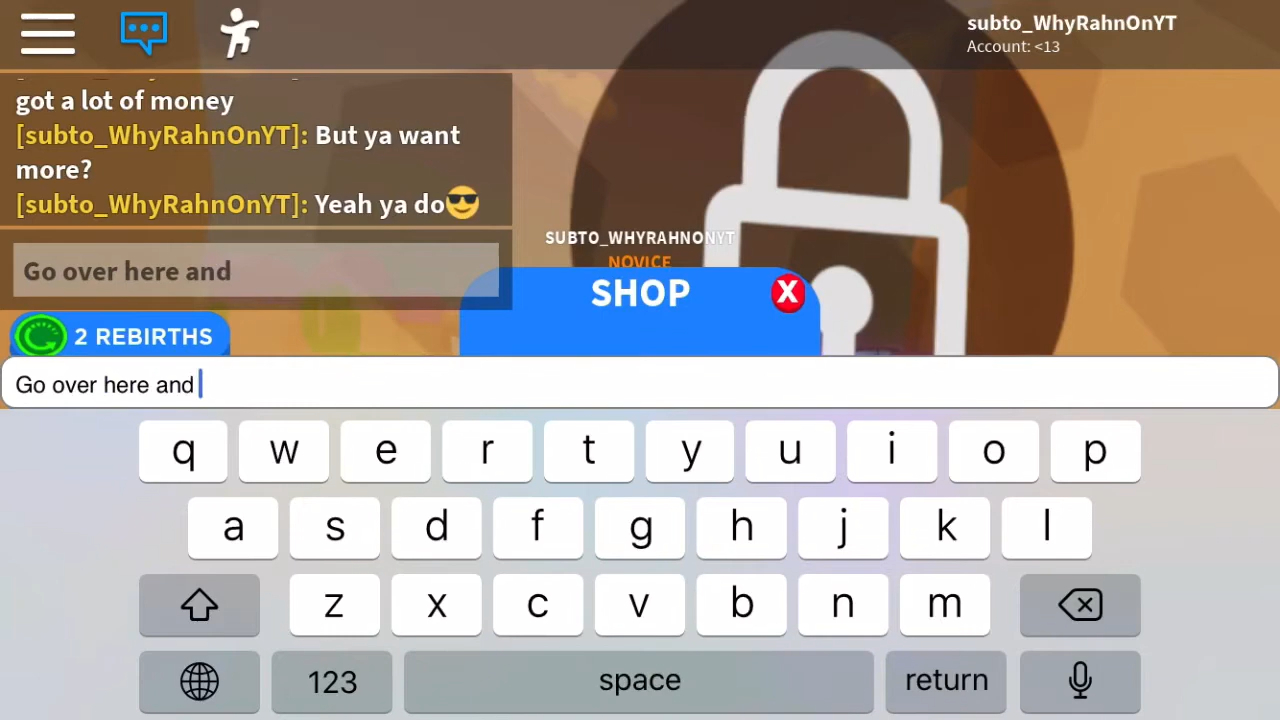 subto_WhyRahnOnYT
Account: <13
got a lot of money
[subto_WhyRahnOnYT]: But ya want
more?
[subto_WhyRahnOnYT]: Yeah ya do😎
Go over here and
SUBTO_WHYRAHNONYT
NOVICE
SHOP
X
2 REBIRTHS
Go over here and
q w e r t y u i o p
a s d f g h j k l
z x c v b n m
123 space return